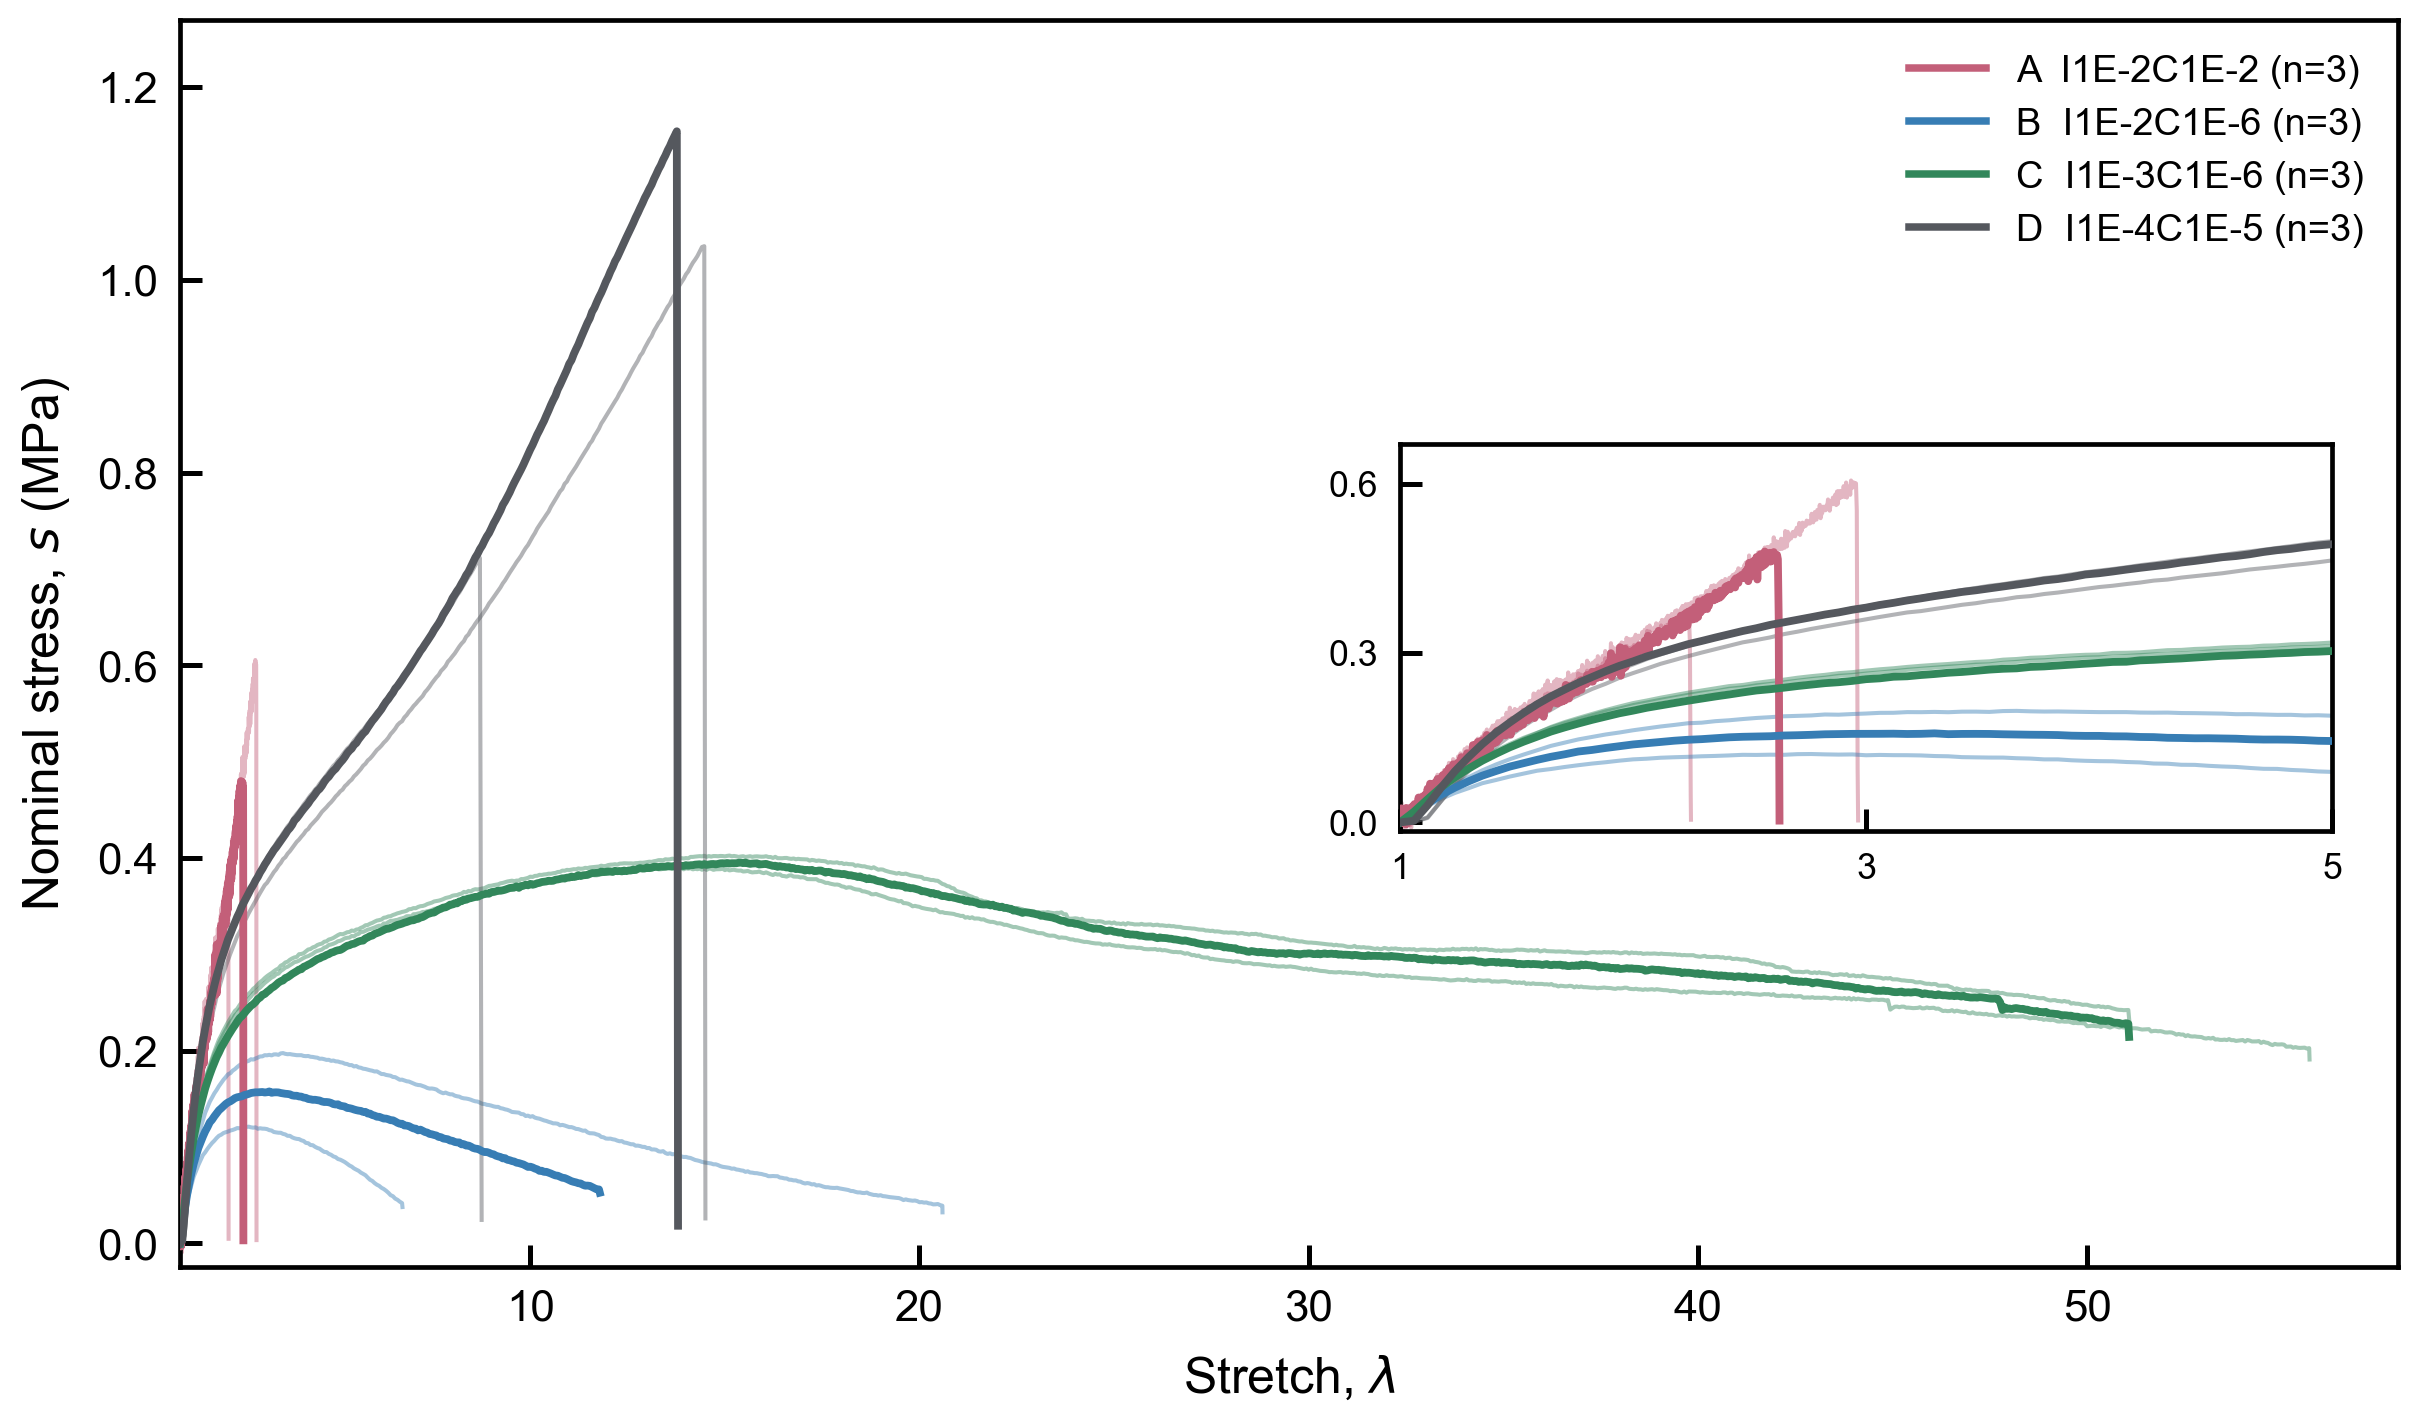 A I1E-2C1E-2 (n=3)
B I1E-2C1E-6 (n=3)
C I1E-3C1E-6 (n=3)
D I1E-4C1E-5 (n=3)
Nominal stress, s (MPa)
1.2
1.0
0.8
0.6
0.4
0.2
0.0
0.6
0.3
0.0
1 3 5
10 20 30 40 50
Stretch, λ